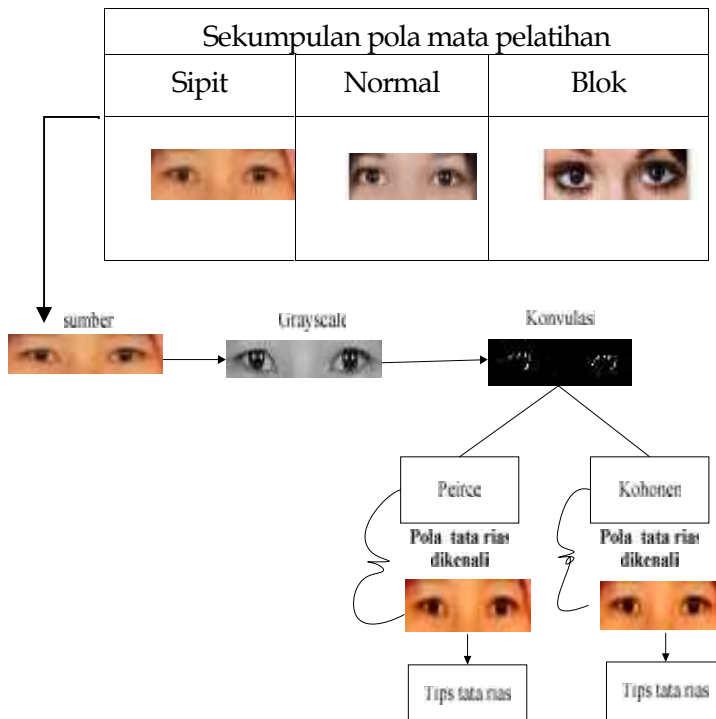 Sekumpulan pola mata pelatihan
Sipit
Normal
Blok
sumber
Grayscale
Konvulasi
Peirce
Kohonen
Pola tata rias
dikenali
Pola tata rias
dikenali
Tips tata rias
Tips tata rias